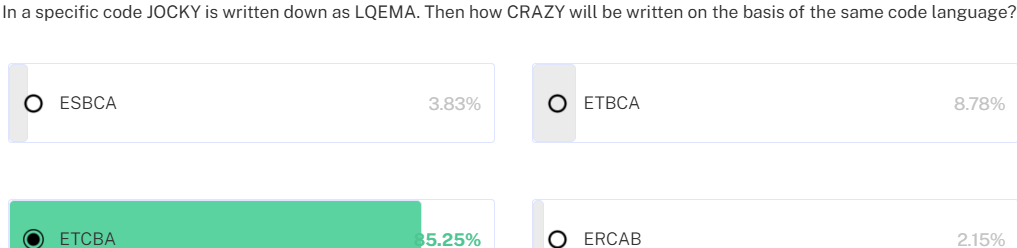 In a specific code JOCKY is written down as LQEMA. Then how CRAZY will be written on the basis of the same code language?
ESBCA 3.83% ETBCA 8.78%
ETCBA 85.25% ERCAB 2.15%